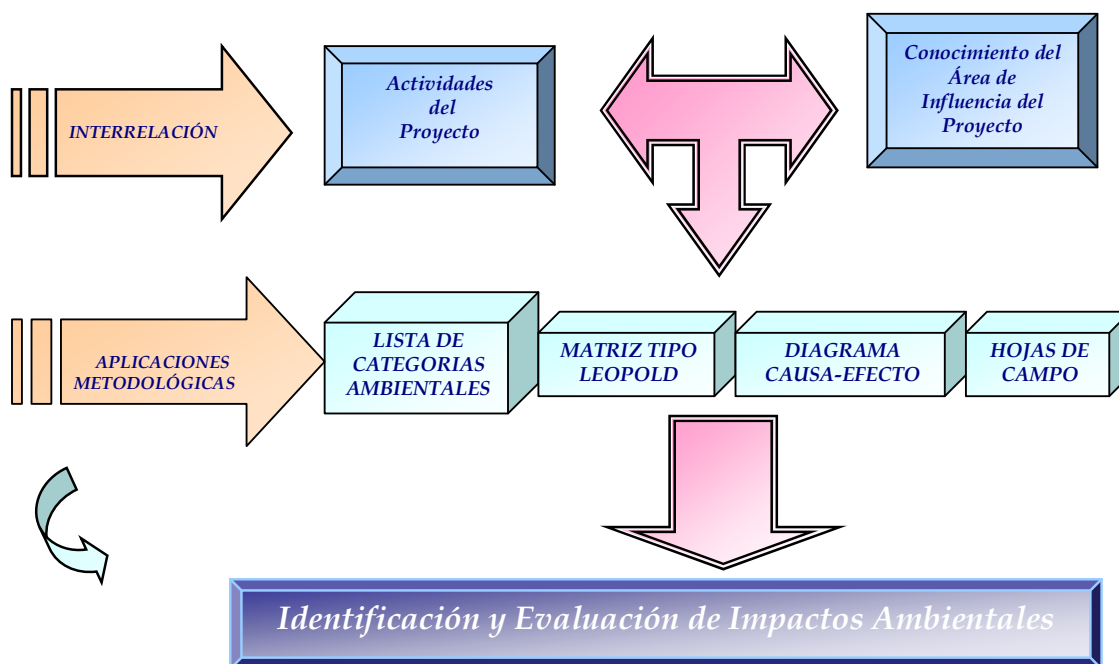 INTERRELACIÓN
Actividades
del
Proyecto
Conocimiento del
Área de
Influencia del
Proyecto
APLICACIONES
METODOLÓGICAS
LISTA DE
CATEGORIAS
AMBIENTALES
MATRIZ TIPO
LEOPOLD
DIAGRAMA
CAUSA-EFECTO
HOJAS DE
CAMPO
Identificación y Evaluación de Impactos Ambientales